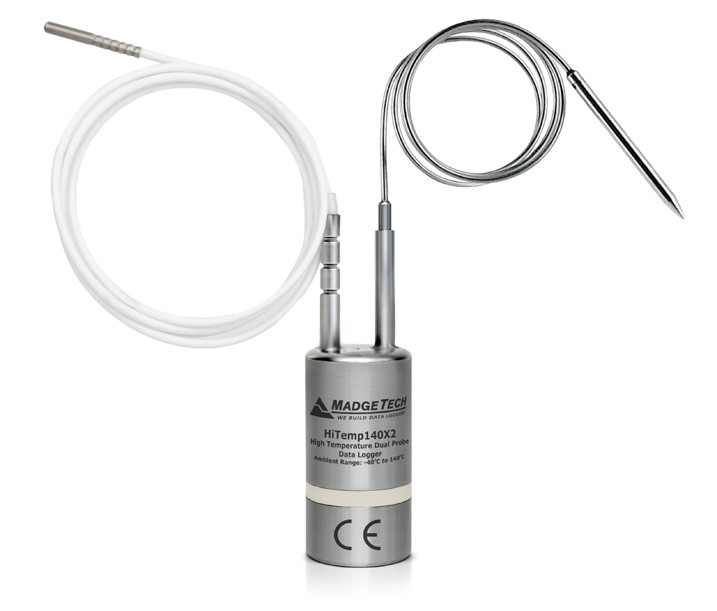 MADGETECH
WE BUILD DATA LOGGERS
HiTemp140X2
High Temperature Dual Probe
Data Logger
Ambient Range: -40°C to 140°C
CE